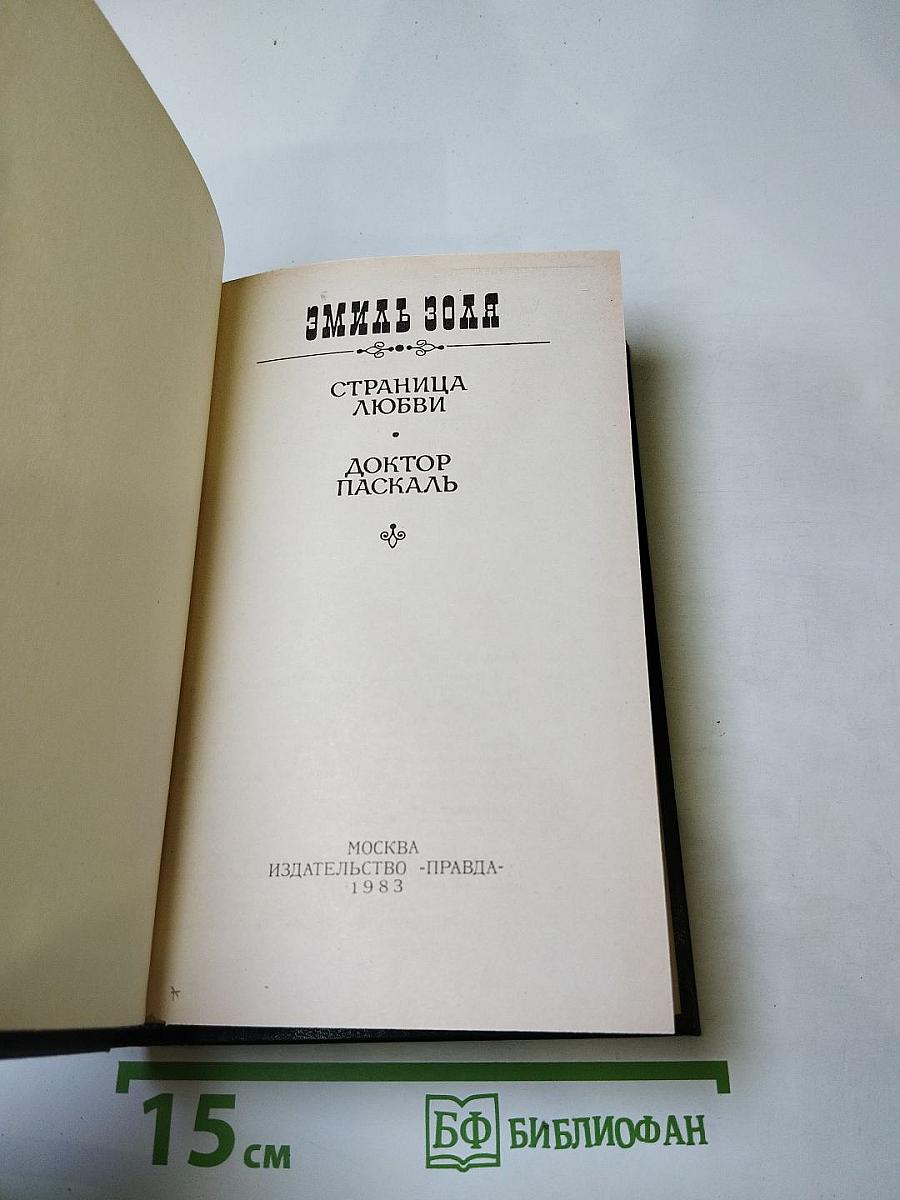 ЭМИЛЬ ЗОЛЯ
СТРАНИЦА
ЛЮБВИ
ДОКТОР
ПАСКАЛЬ
МОСКВА
ИЗДАТЕЛЬСТВО «ПРАВДА»
1983
15 см
БФ БИБЛИОФАН